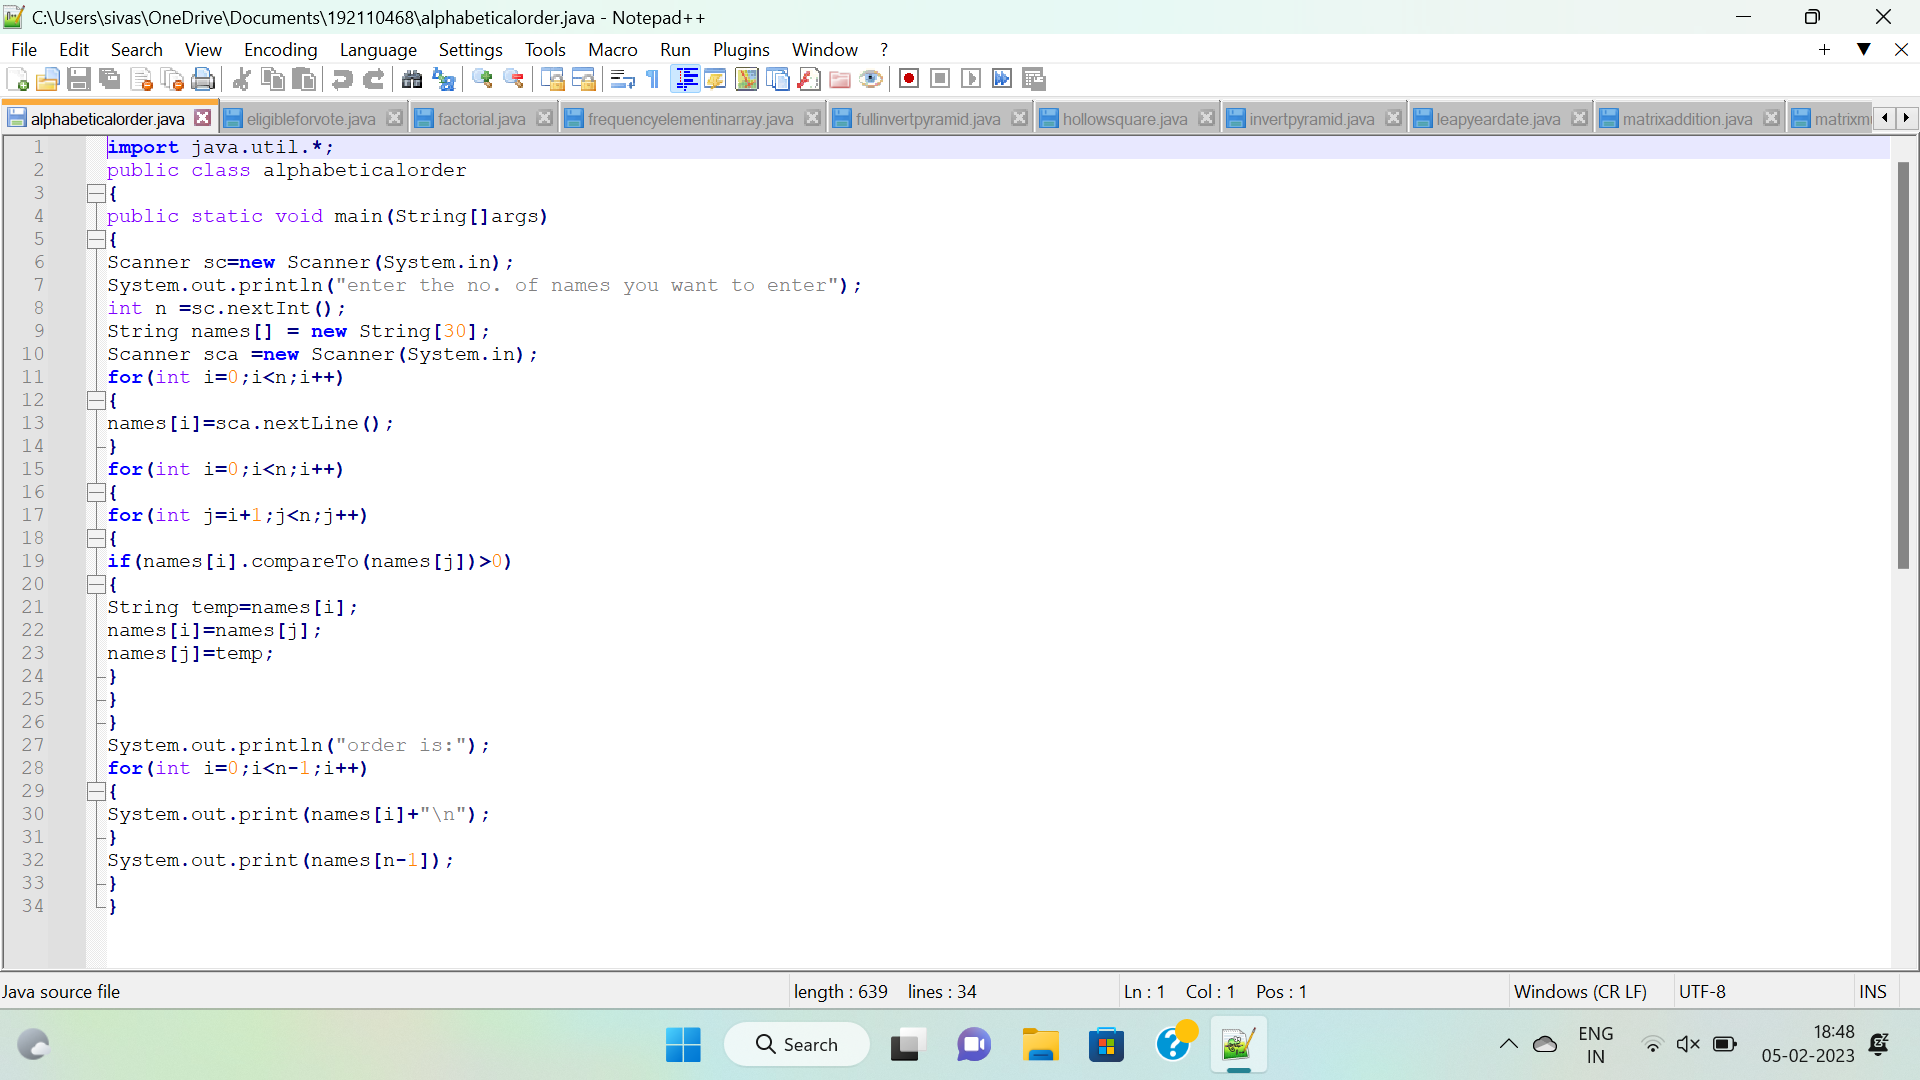 C:\Users\sivas\OneDrive\Documents\192110468\alphabeticalorder.java - Notepad++
File Edit Search View Encoding Language Settings Tools Macro Run Plugins Window ?
alphabeticalorder.java eligibleforvote.java factorial.java frequencyelementinarray.java fullinvertpyramid.java hollowsquare.java invertpyramid.java leapyeardate.java matrixaddition.java
1 import java.util.*;
2 public class alphabeticalorder
3 {
4 public static void main(String[]args)
5 {
6 Scanner sc=new Scanner(System.in);
7 System.out.println("enter the no. of names you want to enter");
8 int n =sc.nextInt();
9 String names[] = new String[30];
10 Scanner sca =new Scanner(System.in);
11 for(int i=0;i<n;i++)
12 {
13 names[i]=sca.nextLine();
14 }
15 for(int i=0;i<n;i++)
16 {
17 for(int j=i+1;j<n;j++)
18 {
19 if(names[i].compareTo(names[j])>0)
20 {
21 String temp=names[i];
22 names[i]=names[j];
23 names[j]=temp;
24 }
25 }
26 }
27 System.out.println("order is:");
28 for(int i=0;i<n-1;i++)
29 {
30 System.out.print(names[i]+"\n");
31 }
32 System.out.print(names[n-1]);
33 }
34 }
Java source file length : 639 lines : 34 Ln : 1 Col : 1 Pos : 1 Windows (CR LF) UTF-8 INS
Search
ENG
IN
18:48
05-02-2023